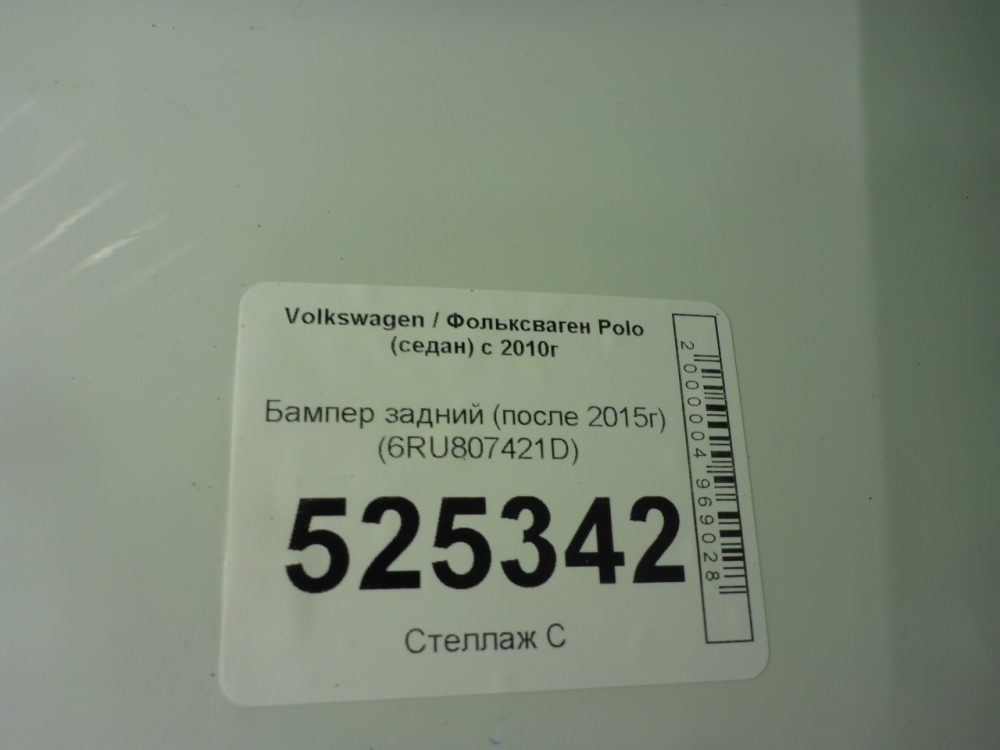 Volkswagen / Фольксваген Polo
(седан) с 2010г
Бампер задний (после 2015г)
(6RU807421D)
525342
Стеллаж С
2000004969028